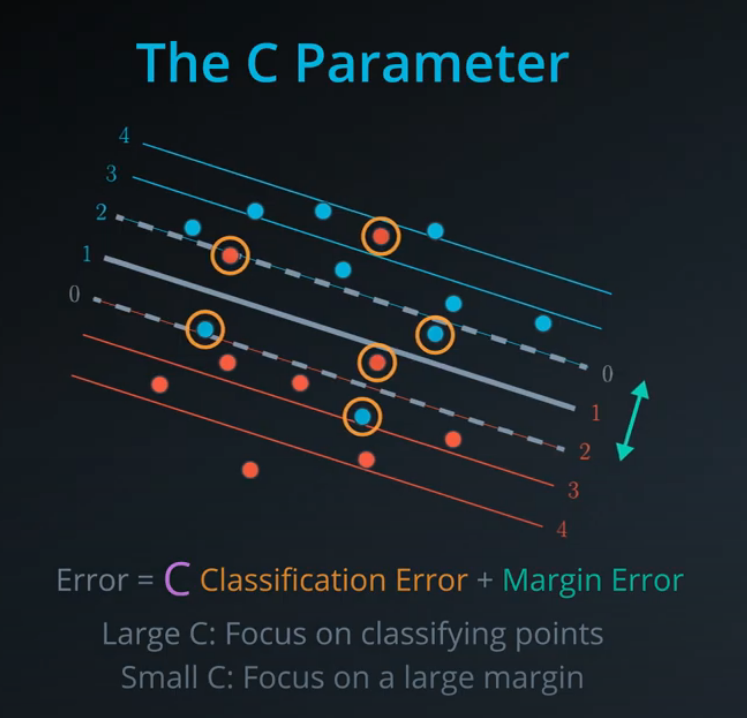 The C Parameter
4
3
2
1
0
0
1
2
3
4
Error = C Classification Error + Margin Error
Large C: Focus on classifying points
Small C: Focus on a large margin